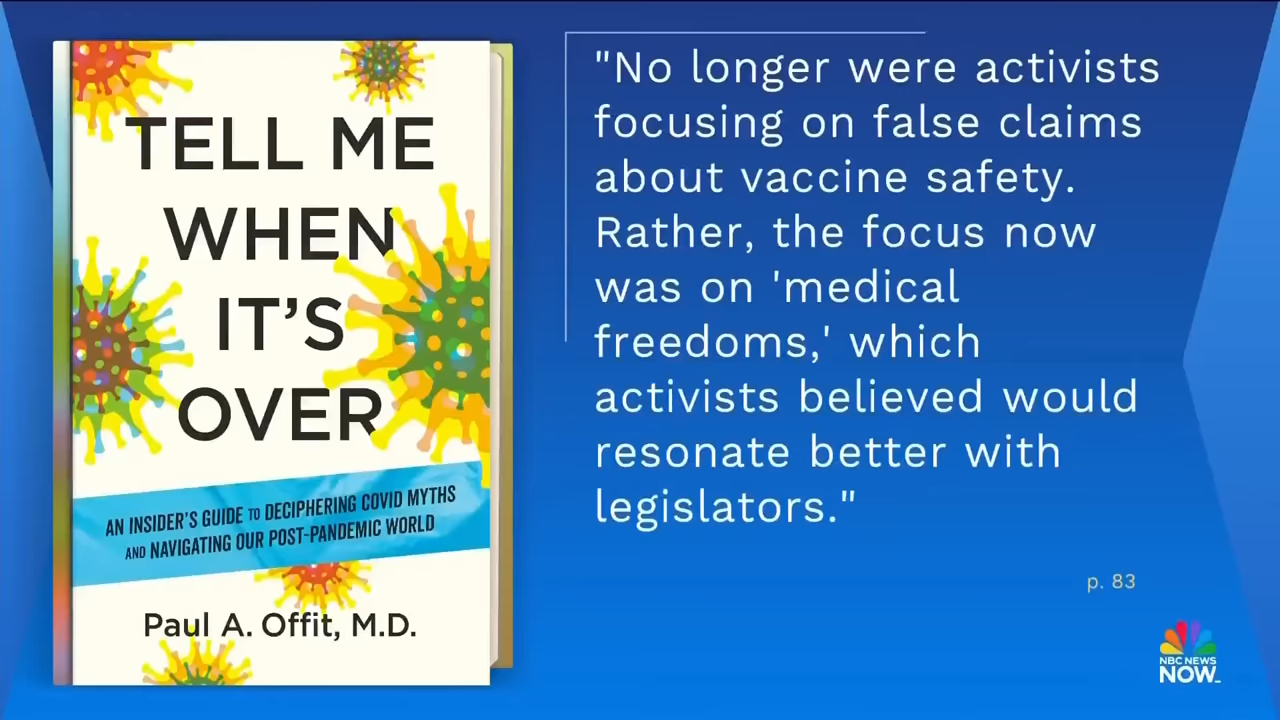 TELL ME
WHEN
IT'S
OVER
AN INSIDER'S GUIDE TO DECIPHERING COVID MYTHS
AND NAVIGATING OUR POST-PANDEMIC WORLD
Paul A. Offit, M.D.
"No longer were activists
focusing on false claims
about vaccine safety.
Rather, the focus now
was on 'medical
freedoms,' which
activists believed would
resonate better with
legislators."
p. 83
NBC NEWS
NOW